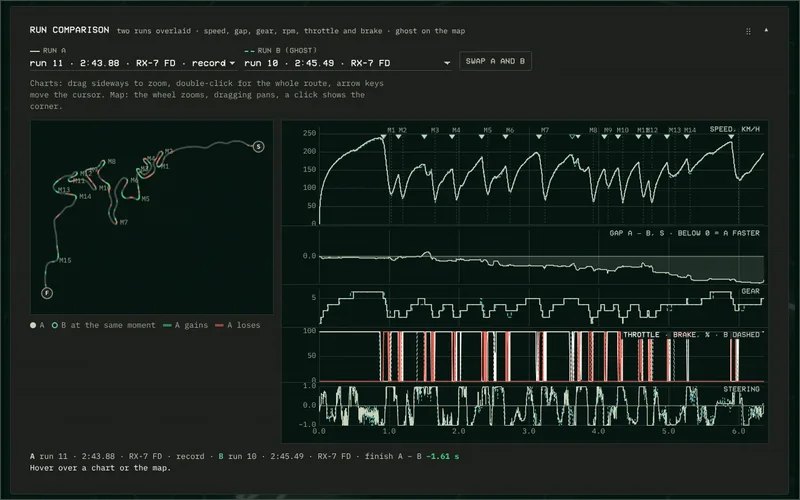 RUN COMPARISON two runs overlaid · speed, gap, gear, rpm, throttle and brake · ghost on the map
RUN A
RUN B (GHOST)
run 11 · 2:43.88 · RX-7 FD · record
run 10 · 2:45.49 · RX-7 FD
SWAP A AND B
Charts: drag sideways to zoom, double-click for the whole route, arrow keys
move the cursor. Map: the wheel zooms, dragging pans, a click shows the
corner.
S
M3
M1
M8
M5
M13
M14
M7
M15
F
A B at the same moment A gains A loses
SPEED, KM/H
M1 M2 M3 M4 M5 M6 M7 M8 M9 M10 M11 M12 M13 M14
250
200
150
100
50
0
GAP A − B, S · BELOW 0 = A FASTER
0.0
GEAR
5
THROTTLE · BRAKE, % · B DASHED
100
50
0
STEERING
1.0
0.0
-1.0
0.0 1.0 2.0 3.0 4.0 5.0 6.0
A run 11 · 2:43.88 · RX-7 FD · record · B run 10 · 2:45.49 · RX-7 FD · finish A − B −1.61 s
Hover over a chart or the map.